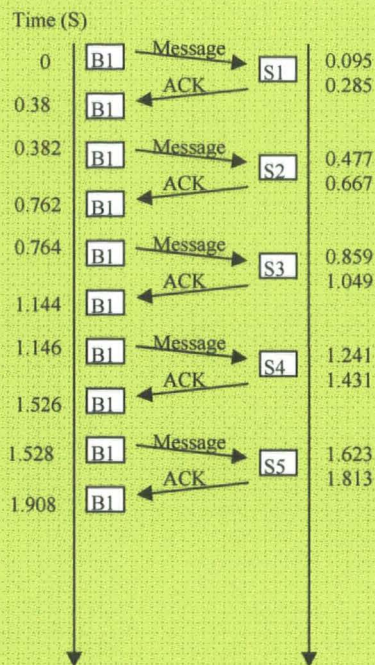 Time (S)
0 B1 Message S1 0.095
0.38 B1 ACK 0.285
0.382 B1 Message S2 0.477
0.762 B1 ACK 0.667
0.764 B1 Message S3 0.859
1.144 B1 ACK 1.049
1.146 B1 Message S4 1.241
1.526 B1 ACK 1.431
1.528 B1 Message S5 1.623
1.908 B1 ACK 1.813